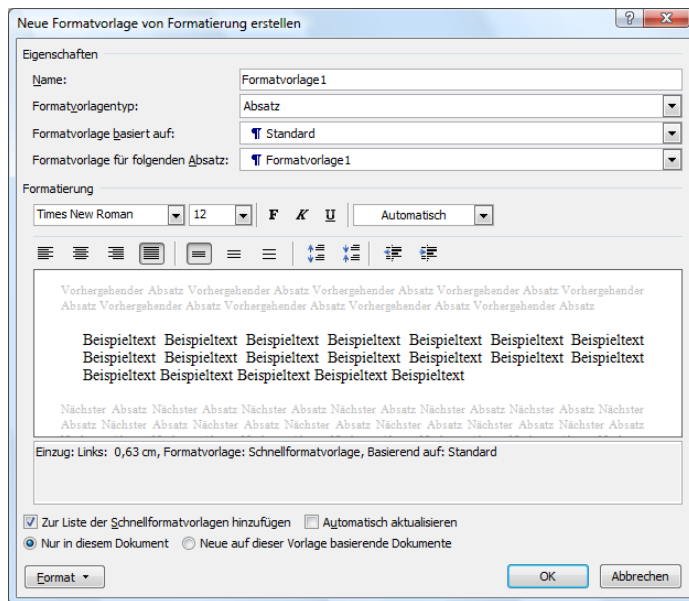 Neue Formatvorlage von Formatierung erstellen
Eigenschaften
Name: Formatvorlage1
Formatvorlagentyp: Absatz
Formatvorlage basiert auf: ¶ Standard
Formatvorlage für folgenden Absatz: ¶ Formatvorlage1
Formatierung
Times New Roman 12 F K U Automatisch
Vorhergehender Absatz Vorhergehender Absatz Vorhergehender Absatz Vorhergehender Absatz Vorhergehender
Absatz Vorhergehender Absatz Vorhergehender Absatz Vorhergehender Absatz Vorhergehender Absatz
Beispieltext Beispieltext Beispieltext Beispieltext Beispieltext Beispieltext Beispieltext
Beispieltext Beispieltext Beispieltext Beispieltext Beispieltext Beispieltext Beispieltext
Beispieltext Beispieltext Beispieltext Beispieltext Beispieltext
Nächster Absatz Nächster Absatz Nächster Absatz Nächster Absatz Nächster Absatz Nächster Absatz Nächster
Absatz Nächster Absatz Nächster Absatz Nächster Absatz Nächster Absatz Nächster Absatz Nächster Absatz
Einzug: Links: 0,63 cm, Formatvorlage: Schnellformatvorlage, Basierend auf: Standard
Zur Liste der Schnellformatvorlagen hinzufügen Automatisch aktualisieren
Nur in diesem Dokument Neue auf dieser Vorlage basierende Dokumente
Format OK Abbrechen